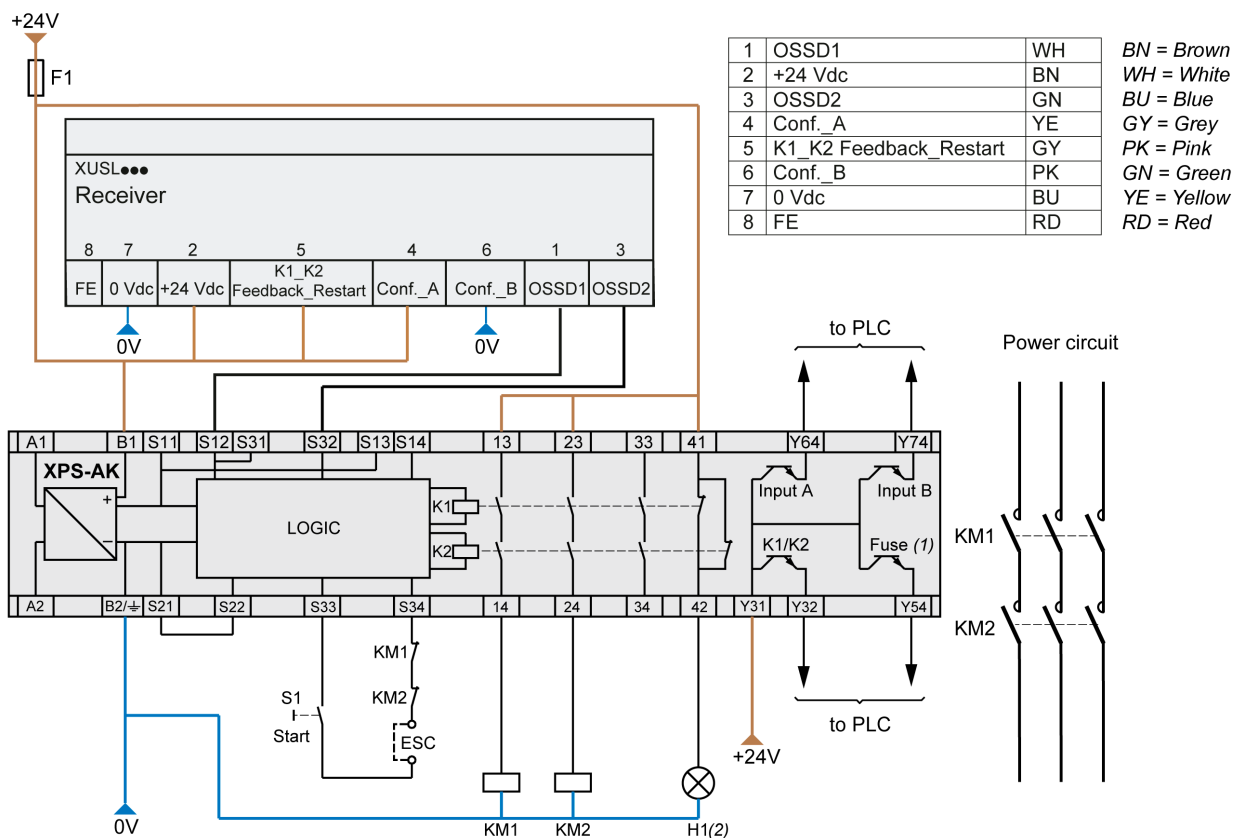 +24V
F1
1 OSSD1 WH
2 +24 Vdc BN
3 OSSD2 GN
4 Conf._A YE
5 K1_K2 Feedback_Restart GY
6 Conf._B PK
7 0 Vdc BU
8 FE RD
BN = Brown
WH = White
BU = Blue
GY = Grey
PK = Pink
GN = Green
YE = Yellow
RD = Red
XUSL●●●
Receiver
8 7 2 5 4 6 1 3
FE 0 Vdc +24 Vdc K1_K2 Feedback_Restart Conf._A Conf._B OSSD1 OSSD2
0V 0V
to PLC
Power circuit
A1 B1 S11 S12 S31 S32 S13 S14 13 23 33 41 Y64 Y74
XPS-AK
+
−
LOGIC
K1
K2
Input A Input B
K1/K2 Fuse (1)
A2 B2/⏚ S21 S22 S33 S34 14 24 34 42 Y31 Y32 Y54
KM1
KM2
KM1
KM2
S1
Start
ESC
to PLC
+24V
0V
KM1 KM2 H1(2)